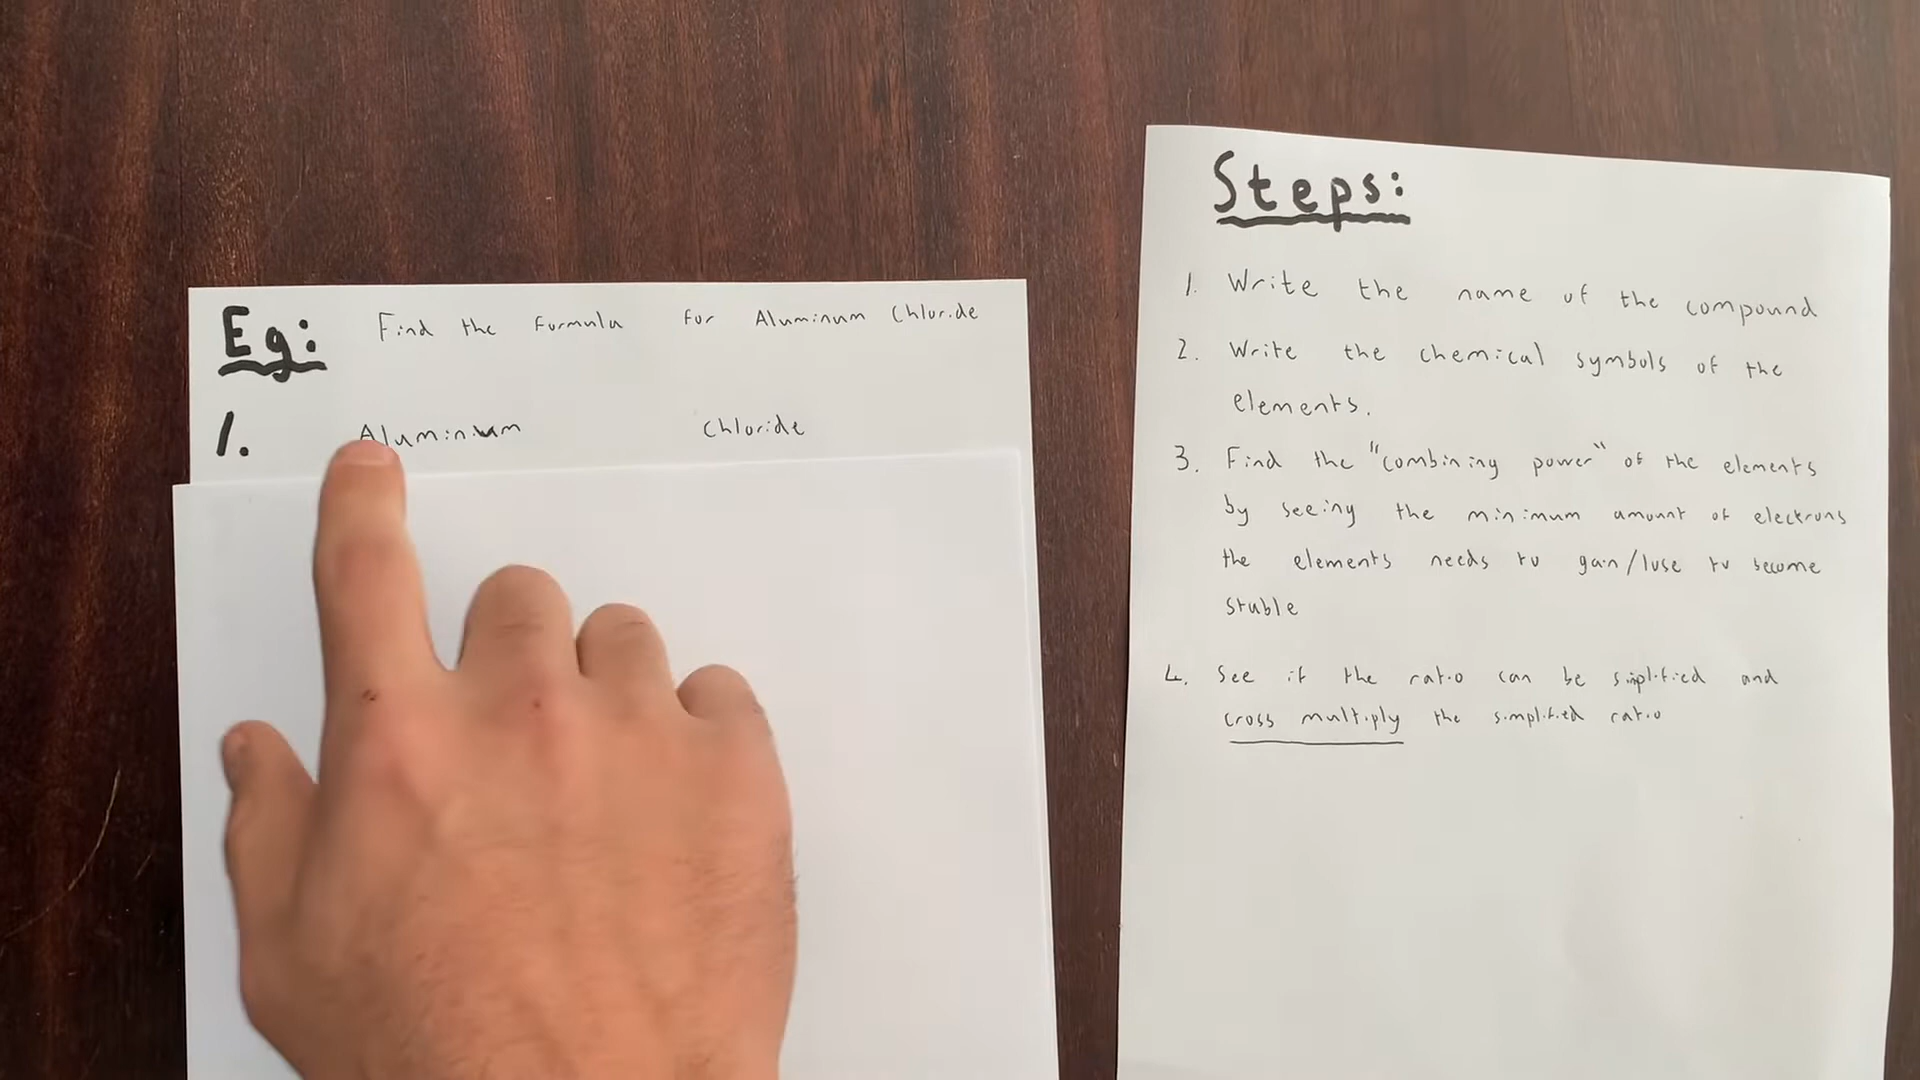 Eg: Find the formula for Aluminum Chloride
1. Aluminium Chloride
Steps:
1. Write the name of the compound
2. Write the chemical symbols of the
elements.
3. Find the "combining power" of the elements
by seeing the minimum amount of electrons
the elements needs to gain/lose to become
stable
4. See if the ratio can be simplified and
cross multiply the simplified ratio